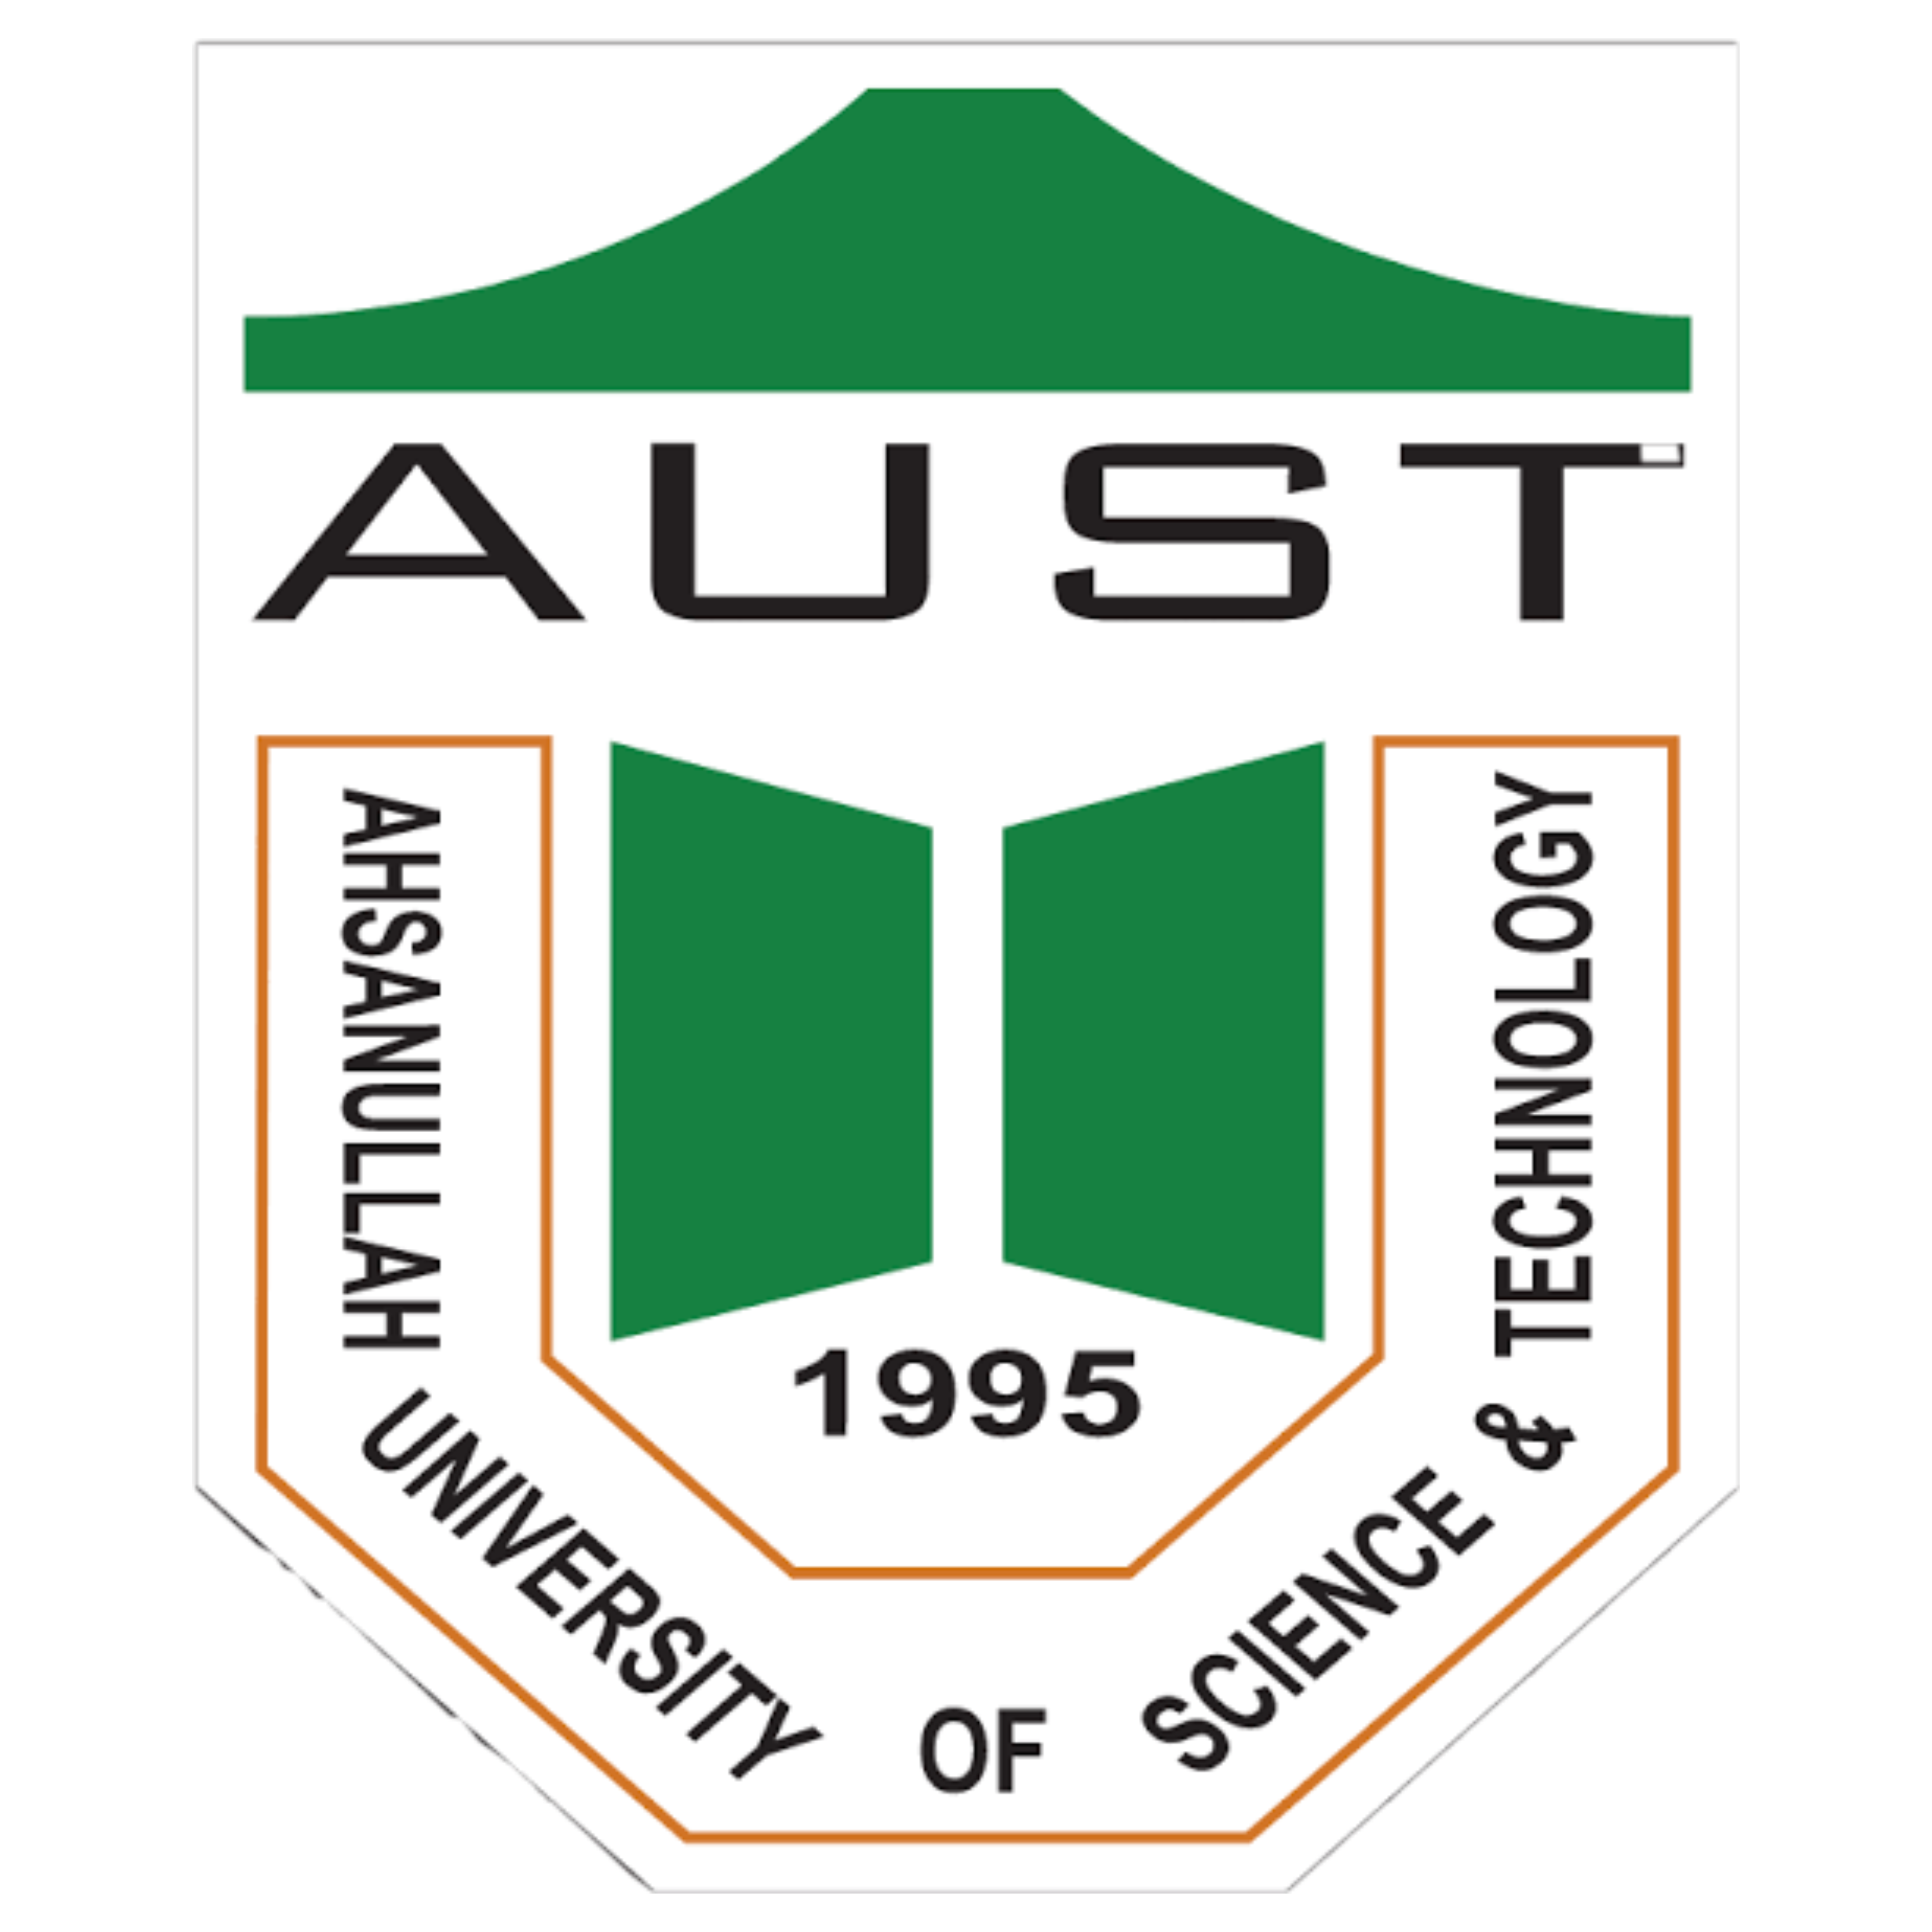 AUST
AHSANULLAH UNIVERSITY OF SCIENCE & TECHNOLOGY
1995